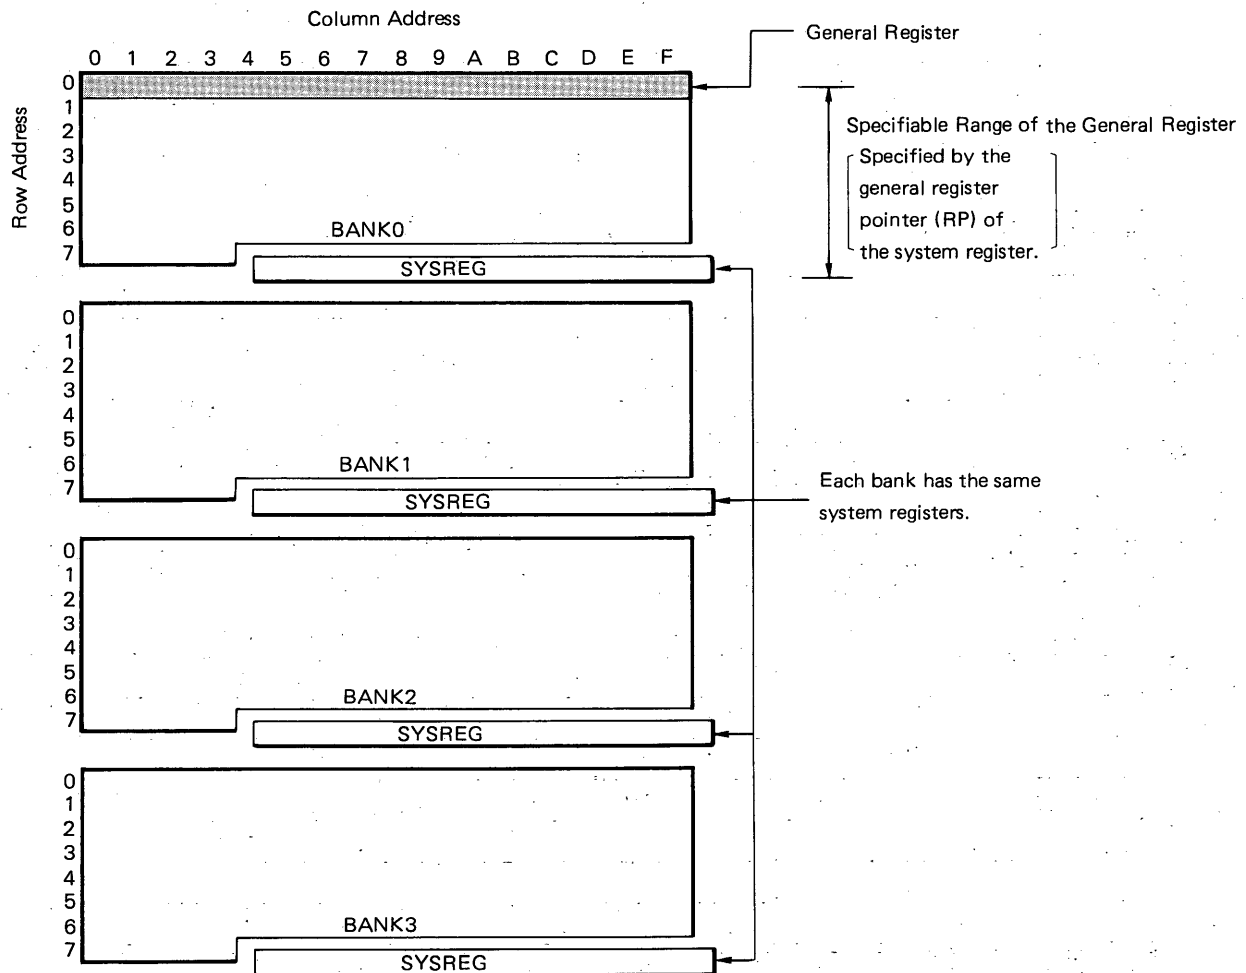 Column Address
General Register
0 1 2 3 4 5 6 7 8 9 A B C D E F
Row Address
0
1
2
3
4
5
6
7
Specifiable Range of the General Register
Specified by the
general register
pointer (RP) of
the system register.
BANK0
SYSREG
0
1
2
3
4
5
6
7
BANK1
SYSREG
Each bank has the same
system registers.
0
1
2
3
4
5
6
7
BANK2
SYSREG
0
1
2
3
4
5
6
7
BANK3
SYSREG